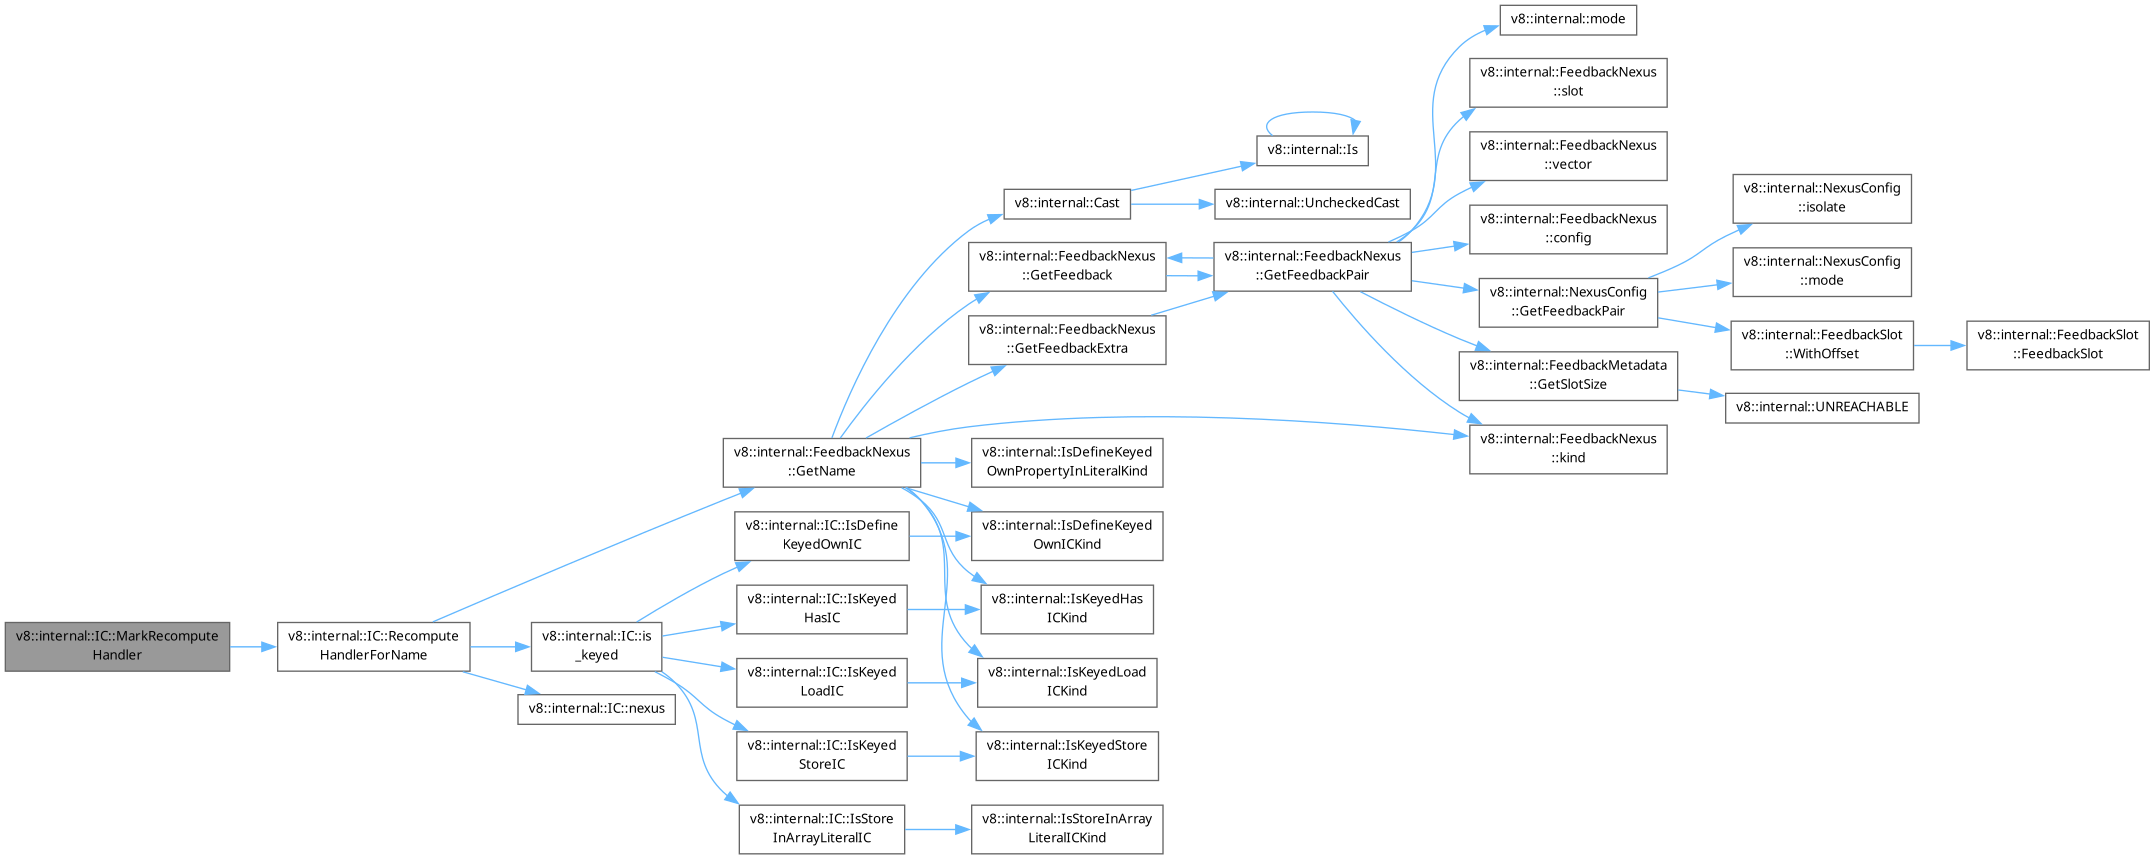 v8::internal::IC::MarkRecompute
Handler
v8::internal::IC::Recompute
HandlerForName
v8::internal::FeedbackNexus
::GetName
v8::internal::Cast
v8::internal::Is
v8::internal::UncheckedCast
v8::internal::FeedbackNexus
::GetFeedback
v8::internal::FeedbackNexus
::GetFeedbackPair
v8::internal::mode
v8::internal::FeedbackNexus
::slot
v8::internal::FeedbackNexus
::vector
v8::internal::FeedbackNexus
::config
v8::internal::NexusConfig
::GetFeedbackPair
v8::internal::NexusConfig
::isolate
v8::internal::NexusConfig
::mode
v8::internal::FeedbackSlot
::WithOffset
v8::internal::FeedbackSlot
::FeedbackSlot
v8::internal::FeedbackMetadata
::GetSlotSize
v8::internal::UNREACHABLE
v8::internal::FeedbackNexus
::kind
v8::internal::FeedbackNexus
::GetFeedbackExtra
v8::internal::IsDefineKeyed
OwnPropertyInLiteralKind
v8::internal::IsDefineKeyed
OwnICKind
v8::internal::IsKeyedHas
ICKind
v8::internal::IsKeyedLoad
ICKind
v8::internal::IsKeyedStore
ICKind
v8::internal::IC::is
_keyed
v8::internal::IC::IsDefine
KeyedOwnIC
v8::internal::IC::IsKeyed
HasIC
v8::internal::IC::IsKeyed
LoadIC
v8::internal::IC::IsKeyed
StoreIC
v8::internal::IC::IsStore
InArrayLiteralIC
v8::internal::IsStoreInArray
LiteralICKind
v8::internal::IC::nexus